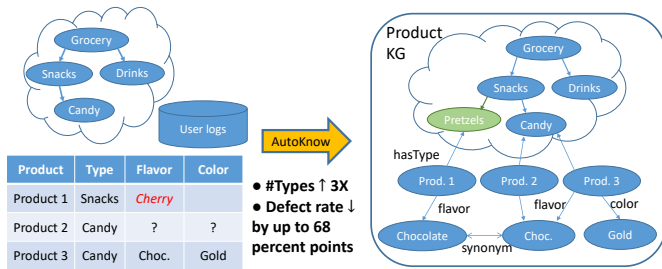 Grocery
Snacks
Drinks
Candy
User logs
Product Type Flavor Color
Product 1 Snacks Cherry
Product 2 Candy ? ?
Product 3 Candy Choc. Gold
AutoKnow
● #Types ↑ 3X
● Defect rate ↓
by up to 68
percent points
Product
KG
Grocery
Snacks
Drinks
Pretzels
Candy
hasType
Prod. 1
Prod. 2
Prod. 3
flavor
flavor
color
Chocolate
synonym
Choc.
Gold